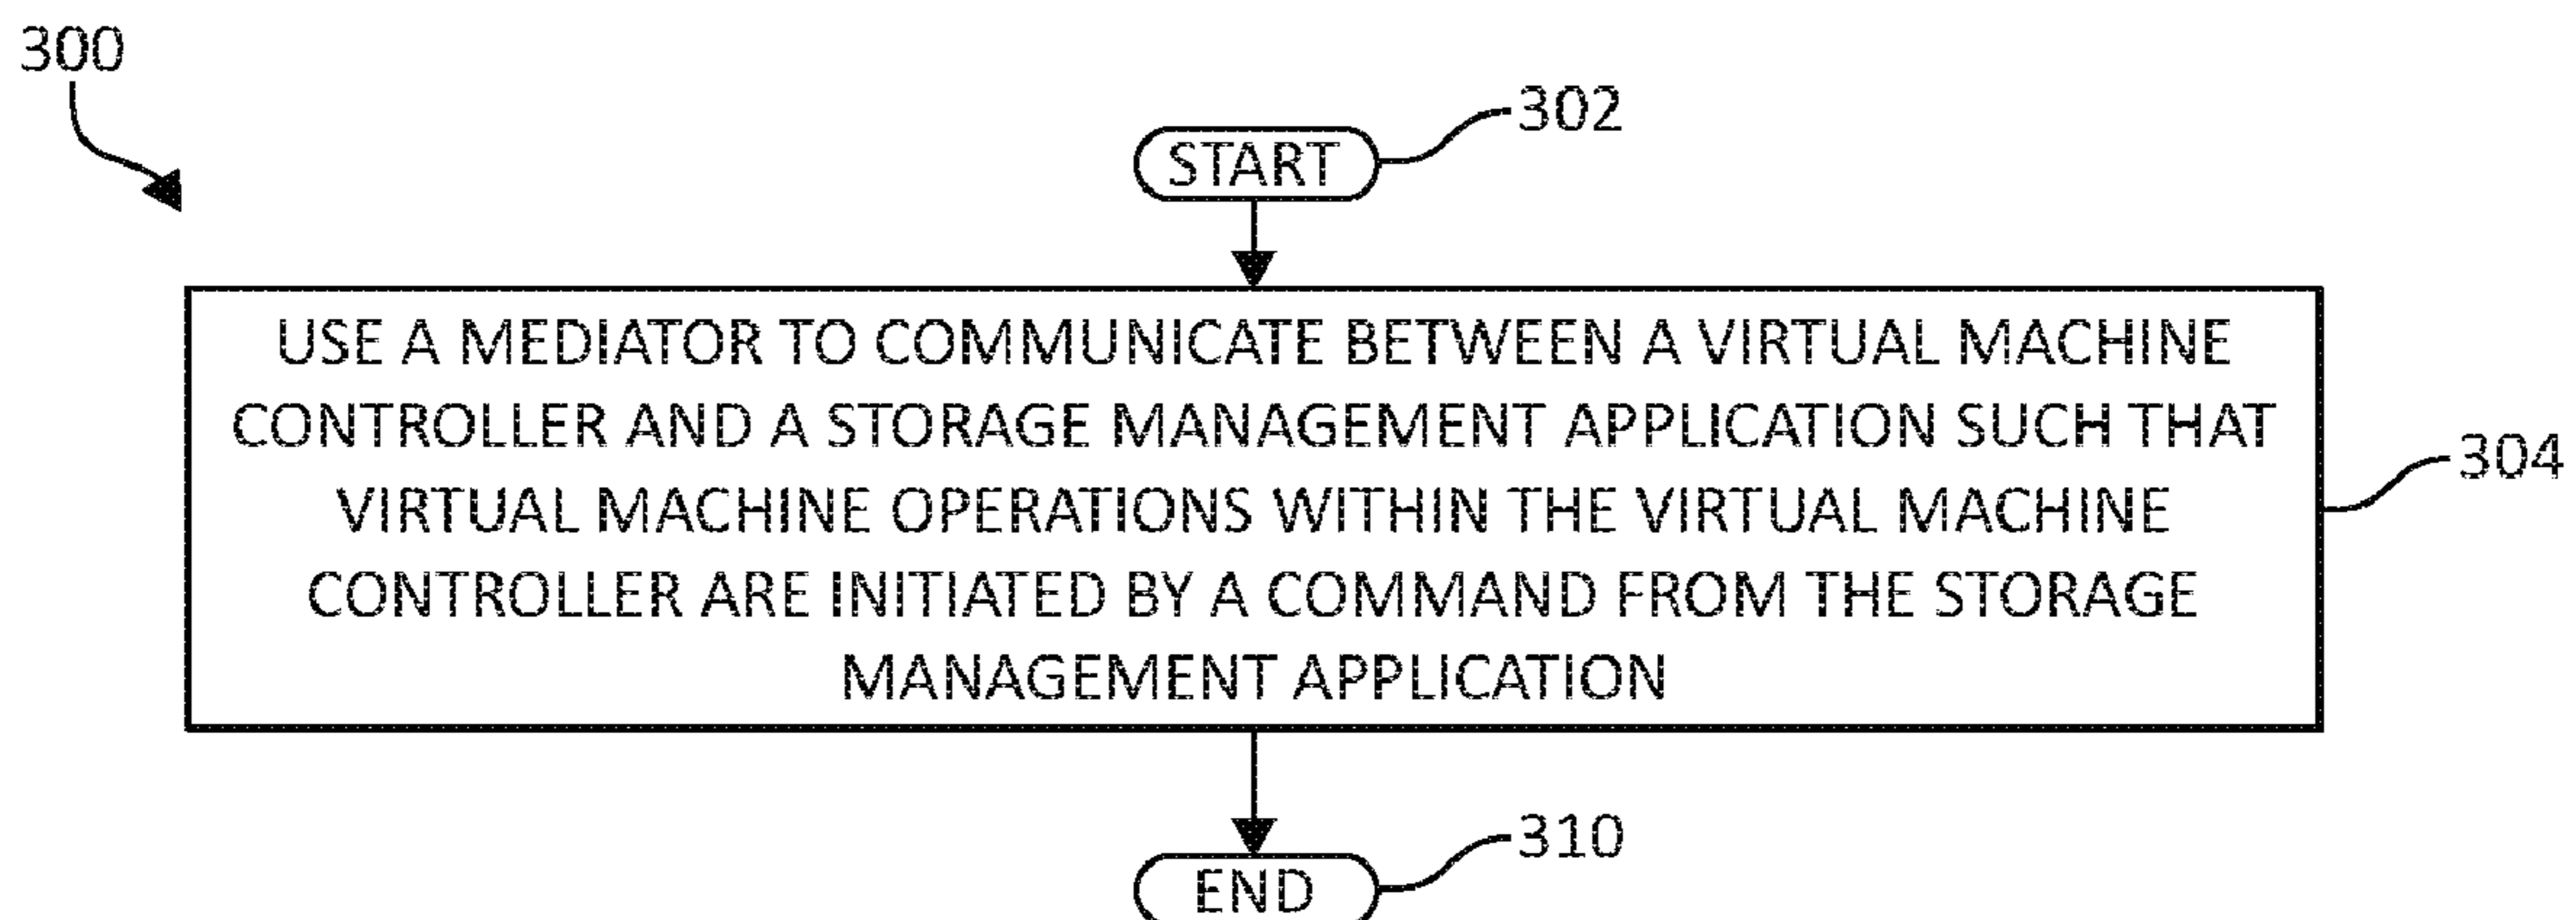 300
302
START
USE A MEDIATOR TO COMMUNICATE BETWEEN A VIRTUAL MACHINE
CONTROLLER AND A STORAGE MANAGEMENT APPLICATION SUCH THAT
VIRTUAL MACHINE OPERATIONS WITHIN THE VIRTUAL MACHINE
CONTROLLER ARE INITIATED BY A COMMAND FROM THE STORAGE
MANAGEMENT APPLICATION
304
310
END